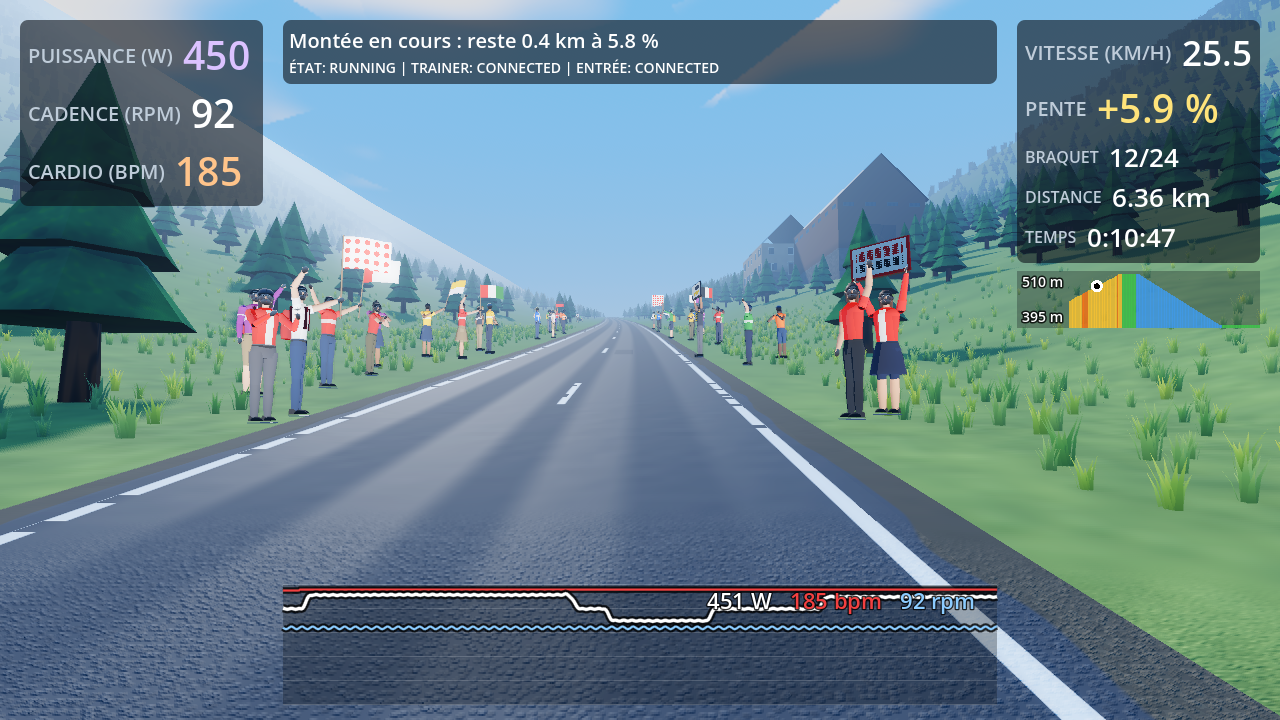 PUISSANCE (W) 450
CADENCE (RPM) 92
CARDIO (BPM) 185
Montée en cours : reste 0.4 km à 5.8 %
ÉTAT: RUNNING | TRAINER: CONNECTED | ENTRÉE: CONNECTED
VITESSE (KM/H) 25.5
PENTE +5.9 %
BRAQUET 12/24
DISTANCE 6.36 km
TEMPS 0:10:47
510 m
395 m
451 W 185 bpm 92 rpm